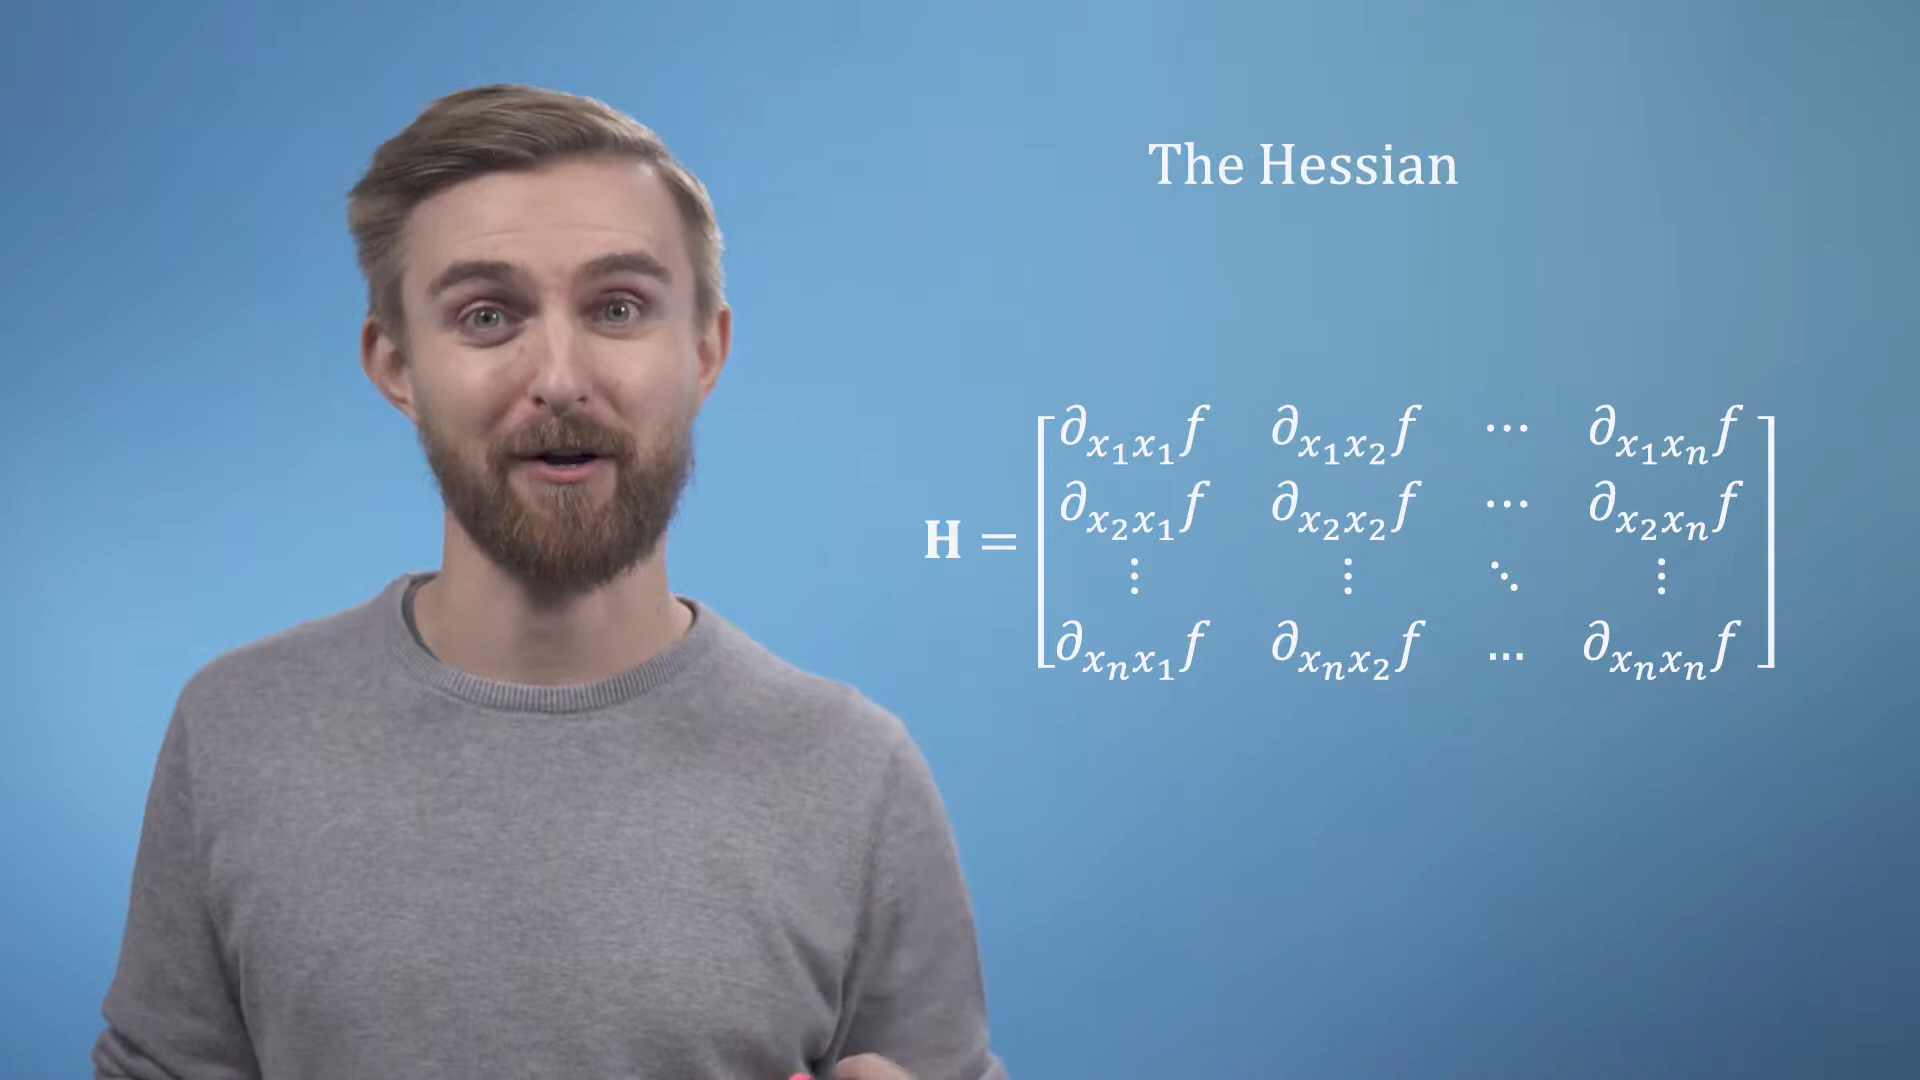 The Hessian
H = [ ∂x₁x₁f ∂x₁x₂f ⋯ ∂x₁xₙf
∂x₂x₁f ∂x₂x₂f ⋯ ∂x₂xₙf
⋮ ⋮ ⋱ ⋮
∂xₙx₁f ∂xₙx₂f … ∂xₙxₙf ]